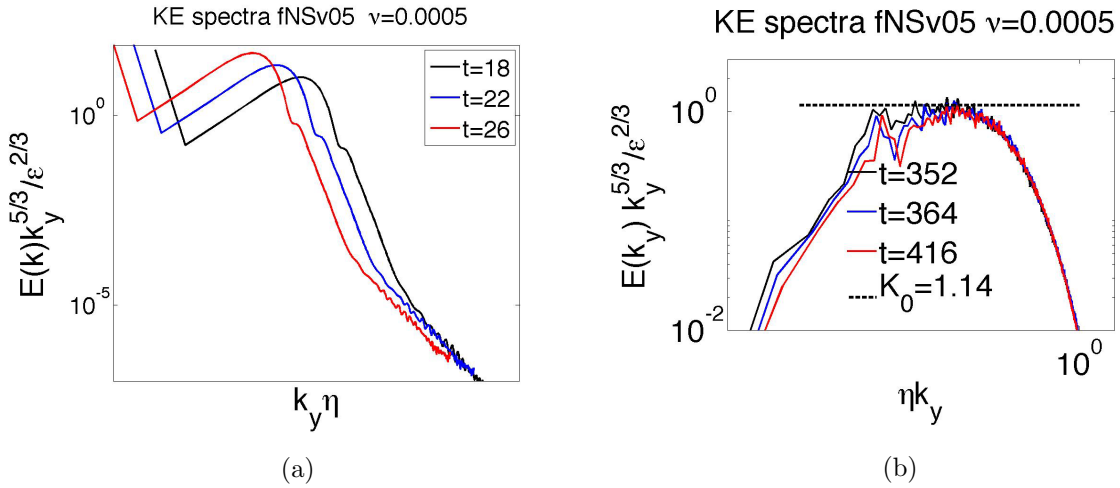 KE spectra fNSv05 ν=0.0005
E(k)k_y^{5/3}/ε^{2/3}
10^0
10^{-5}
t=18
t=22
t=26
k_y η
(a)
KE spectra fNSv05 ν=0.0005
E(k_y) k_y^{5/3}/ε^{2/3}
10^0
10^{-2}
t=352
t=364
t=416
K_0=1.14
10^0
ηk_y
(b)